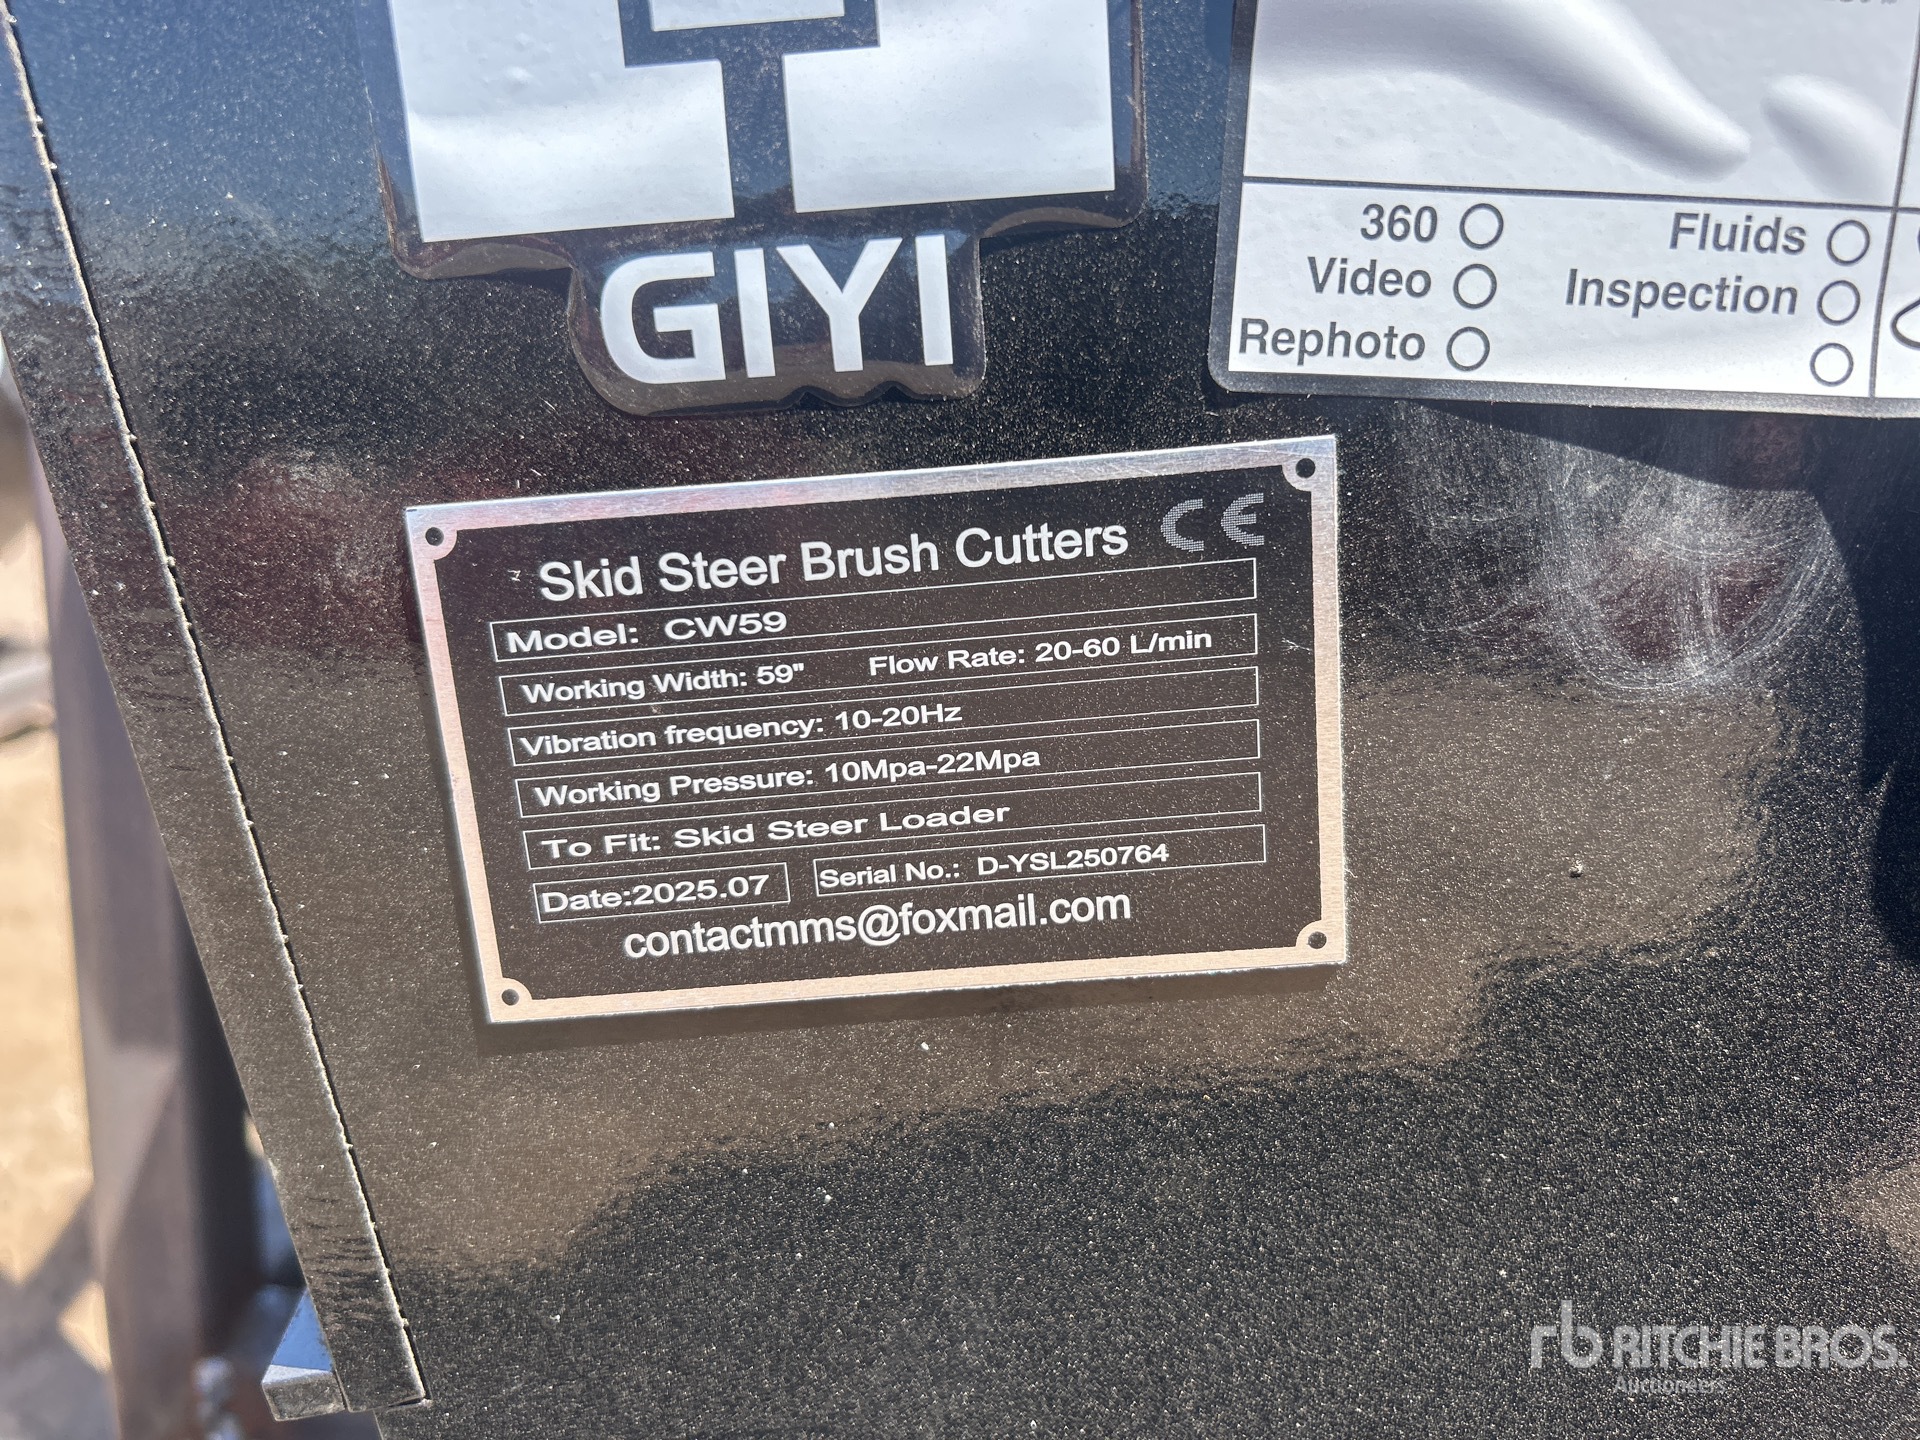 GIYI
360
Fluids
Video
Inspection
Rephoto
Skid Steer Brush Cutters CE
Model: CW59
Working Width: 59" Flow Rate: 20-60 L/min
Vibration frequency: 10-20Hz
Working Pressure: 10Mpa-22Mpa
To Fit: Skid Steer Loader
Date:2025.07 Serial No.: D-YSL250764
contactmms@foxmail.com
rb RITCHIE BROS.
Auctioneers